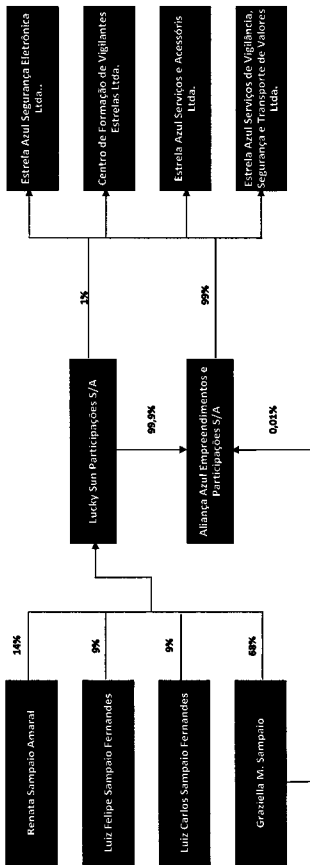 Renata Sampaio Amaral
Luiz Felipe Sampaio Fernandes
Luiz Carlos Sampaio Fernandes
Graziella M. Sampaio
14%
9%
9%
68%
Lucky Sun Participações S/A
99,9%
Aliança Azul Empreendimentos e
Participações S/A
0,01%
1%
99%
Estrela Azul Segurança Eletrônica
Ltda..
Centro de Formação de Vigilantes
Estrelas Ltda.
Estrela Azul Serviços e Acessóris
Ltda.
Estrela Azul Serviços de Vigilância,
Segurança e Transporte de Valores
Ltda.